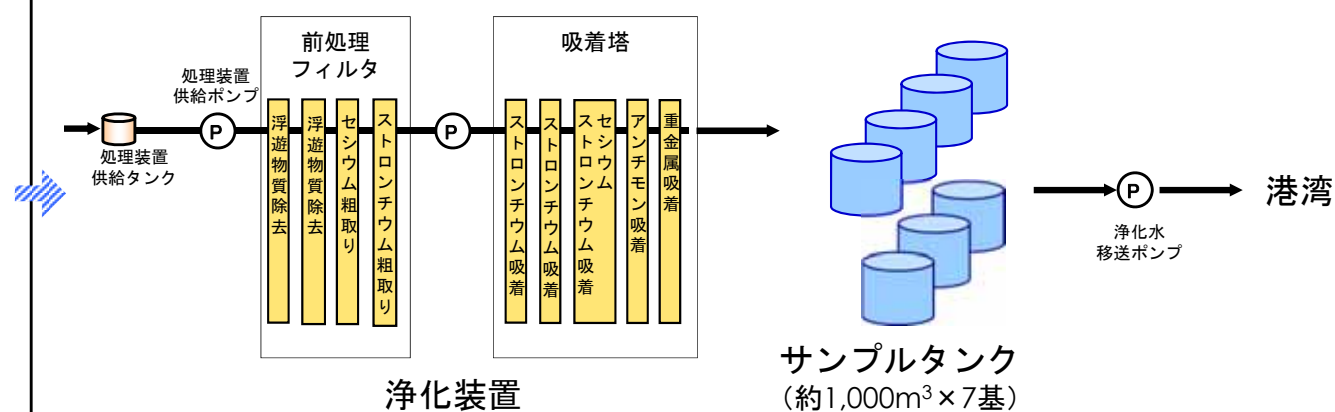 前処理
フィルタ
吸着塔
処理装置
供給ポンプ
P
P
処理装置
供給タンク
浮遊物質除去
浮遊物質除去
セシウム粗取り
ストロンチウム粗取り
ストロンチウム吸着
ストロンチウム吸着
セシウム
ストロンチウム吸着
アンチモン吸着
重金属吸着
P
港湾
浄化水
移送ポンプ
サンプルタンク
（約1,000m³×7基）
浄化装置